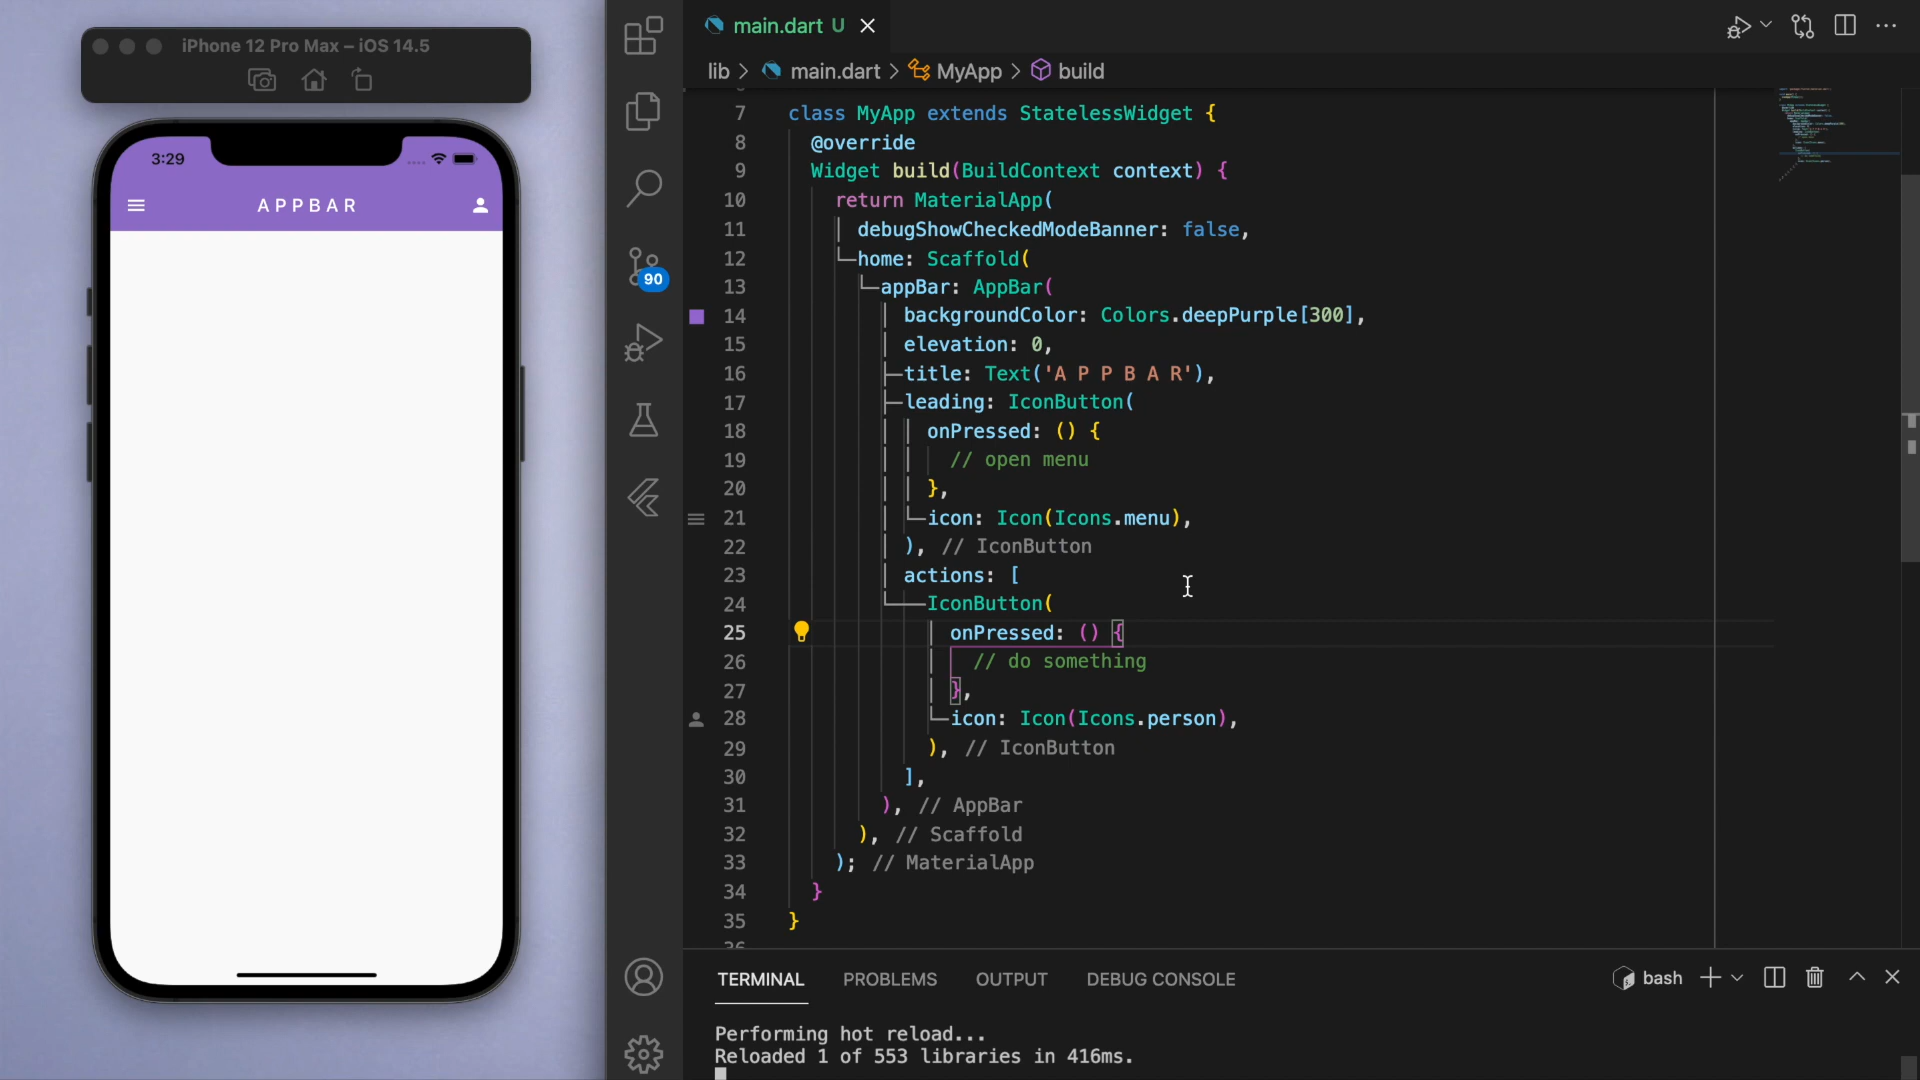 iPhone 12 Pro Max – iOS 14.5
3:29
APPBAR
90
main.dart U
lib > main.dart > MyApp > build
7 class MyApp extends StatelessWidget {
8 @override
9 Widget build(BuildContext context) {
10 return MaterialApp(
11 debugShowCheckedModeBanner: false,
12 home: Scaffold(
13 appBar: AppBar(
14 backgroundColor: Colors.deepPurple[300],
15 elevation: 0,
16 title: Text('A P P B A R'),
17 leading: IconButton(
18 onPressed: () {
19 // open menu
20 },
21 icon: Icon(Icons.menu),
22 ), // IconButton
23 actions: [
24 IconButton(
25 onPressed: () {
26 // do something
27 },
28 icon: Icon(Icons.person),
29 ), // IconButton
30 ],
31 ), // AppBar
32 ), // Scaffold
33 ); // MaterialApp
34 }
35 }
36
TERMINAL PROBLEMS OUTPUT DEBUG CONSOLE bash
Performing hot reload...
Reloaded 1 of 553 libraries in 416ms.